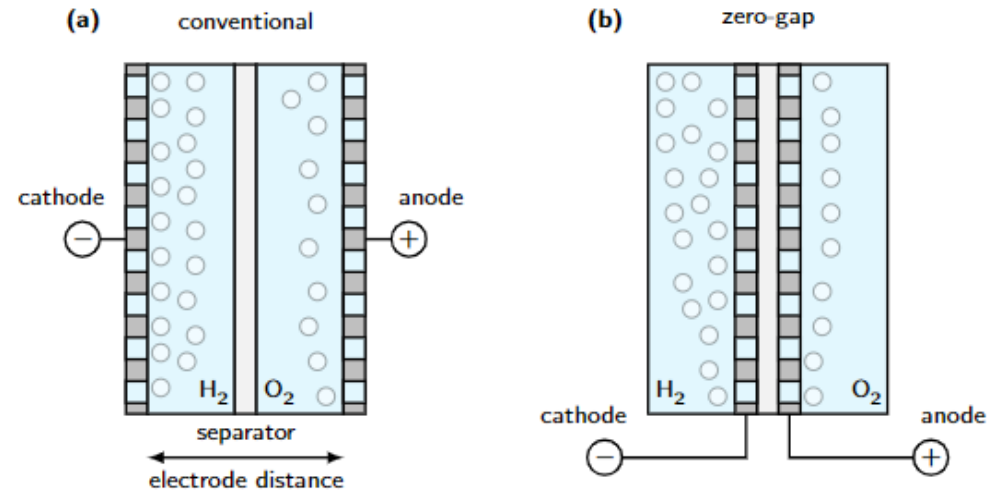 (a)
conventional
cathode
−
anode
+
H2
O2
separator
electrode distance
(b)
zero-gap
H2
O2
cathode
−
anode
+